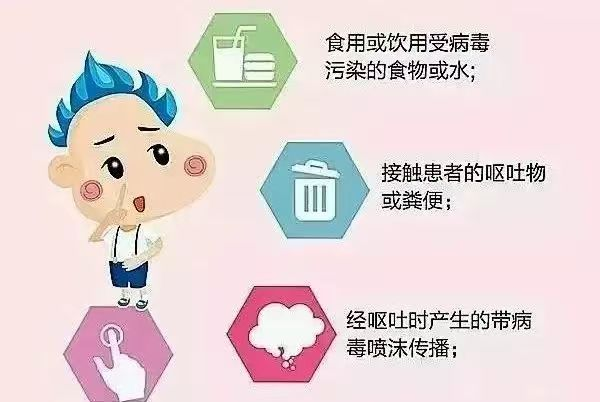 食用或饮用受病毒
污染的食物或水;
接触患者的呕吐物
或粪便;
经呕吐时产生的带病
毒喷沫传播;